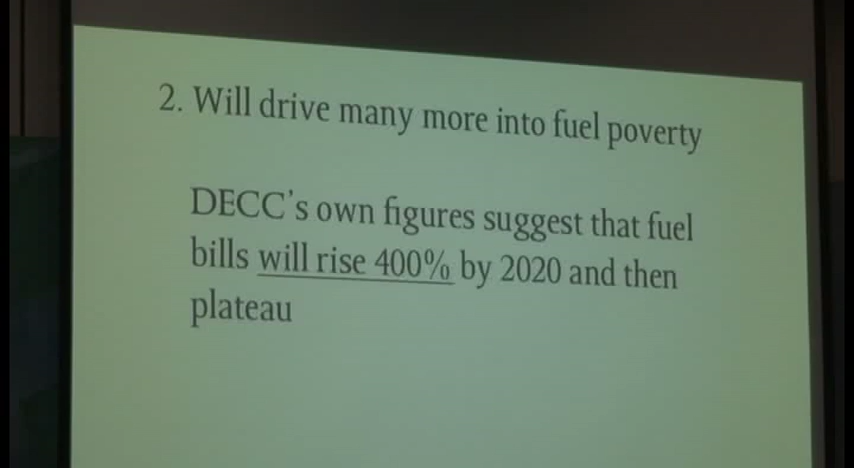 2. Will drive many more into fuel poverty
DECC's own figures suggest that fuel
bills will rise 400% by 2020 and then
plateau